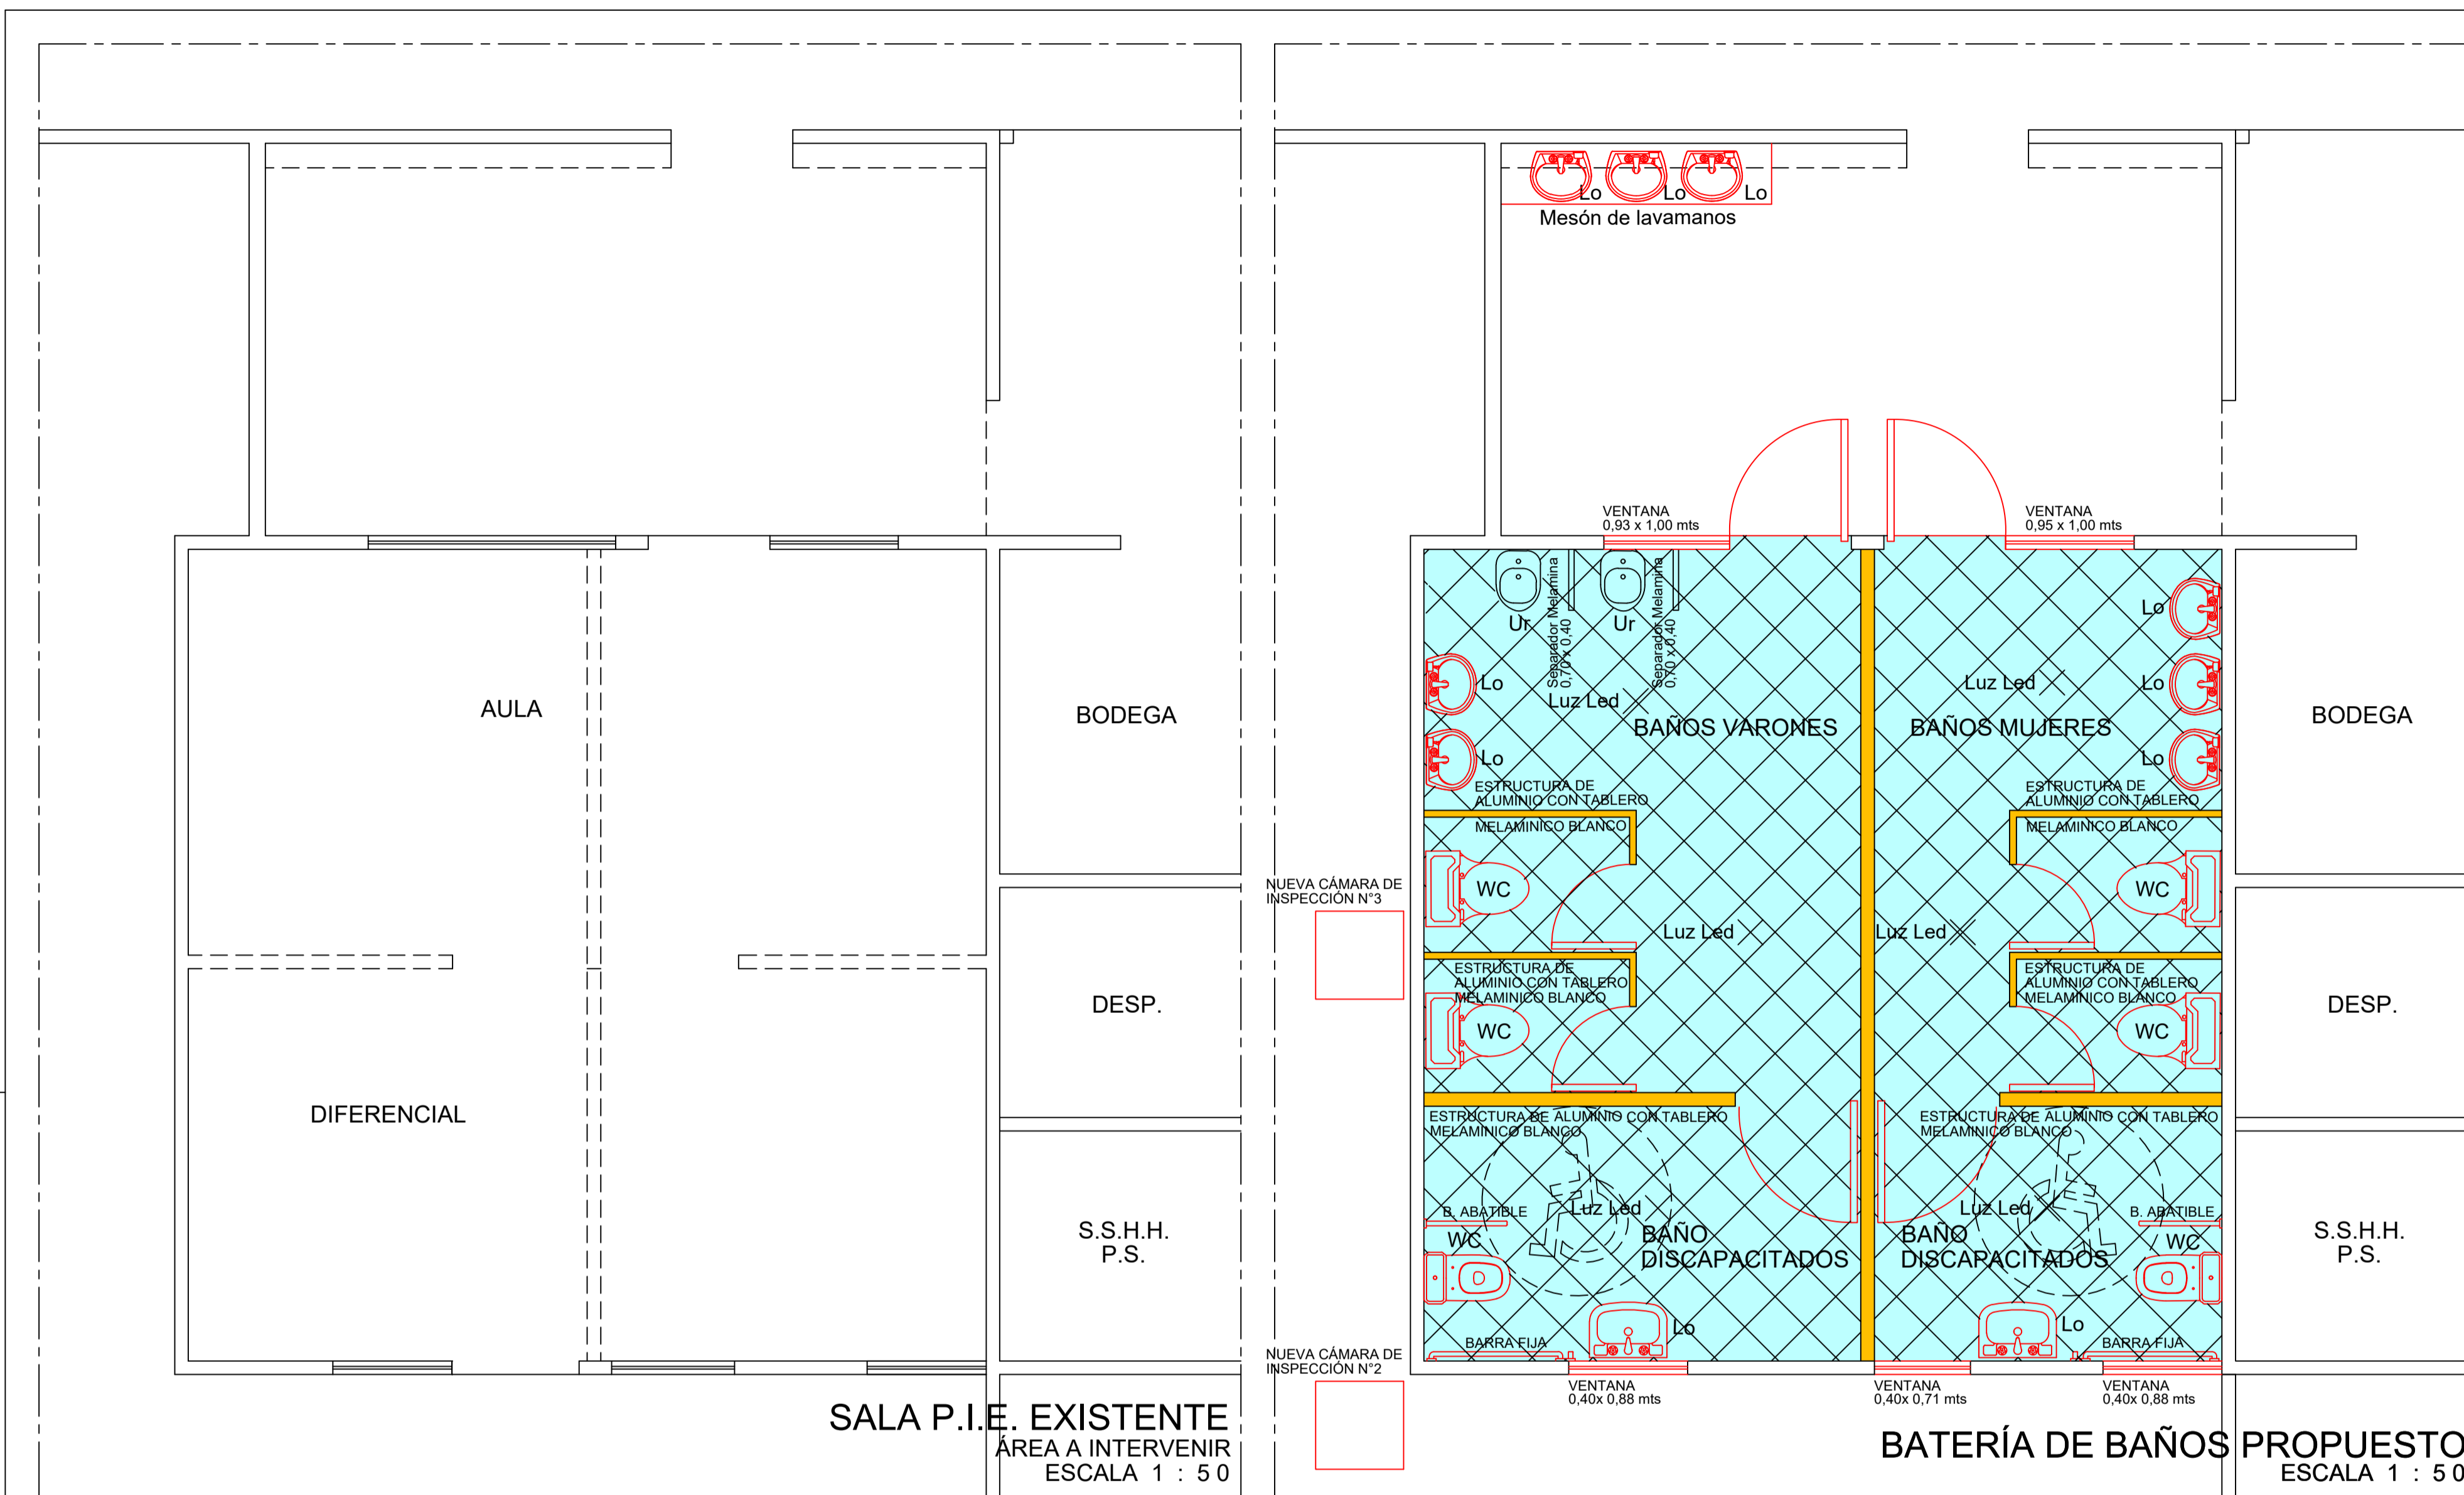 AULA
BODEGA
DIFERENCIAL
DESP.
S.S.H.H.
P.S.
SALA P.I.E. EXISTENTE
ÁREA A INTERVENIR
ESCALA 1 : 50
Lo
Lo
Lo
Mesón de lavamanos
VENTANA
0,93 x 1,00 mts
VENTANA
0,95 x 1,00 mts
Ur
Separador Melamina
0,70 x 0,40
Ur
Separador Melamina
0,70 x 0,40
Lo
Lo
Luz Led
BAÑOS VARONES
Lo
Lo
Lo
Luz Led
BAÑOS MUJERES
BODEGA
ESTRUCTURA DE
ALUMINIO CON TABLERO
MELAMINICO BLANCO
ESTRUCTURA DE
ALUMINIO CON TABLERO
MELAMINICO BLANCO
NUEVA CÁMARA DE
INSPECCIÓN N°3
WC
WC
Luz Led
Luz Led
ESTRUCTURA DE
ALUMINIO CON TABLERO
MELAMINICO BLANCO
ESTRUCTURA DE
ALUMINIO CON TABLERO
MELAMINICO BLANCO
WC
WC
DESP.
ESTRUCTURA DE ALUMINIO CON TABLERO
MELAMINICO BLANCO
ESTRUCTURA DE ALUMINIO CON TABLERO
MELAMINICO BLANCO
B. ABATIBLE
WC
Luz Led
BAÑO
DISCAPACITADOS
Luz Led
BAÑO
DISCAPACITADOS
B. ABATIBLE
WC
S.S.H.H.
P.S.
Lo
BARRA FIJA
Lo
BARRA FIJA
NUEVA CÁMARA DE
INSPECCIÓN N°2
VENTANA
0,40x 0,88 mts
VENTANA
0,40x 0,71 mts
VENTANA
0,40x 0,88 mts
BATERÍA DE BAÑOS PROPUESTO
ESCALA 1 : 50